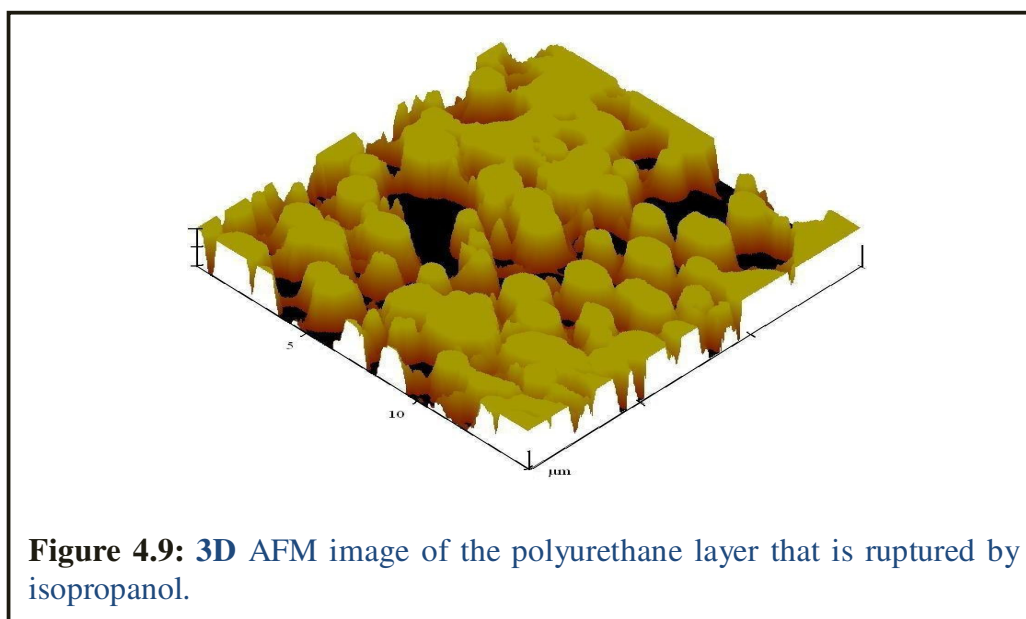 5
10
µm
Figure 4.9: 3D AFM image of the polyurethane layer that is ruptured by
isopropanol.